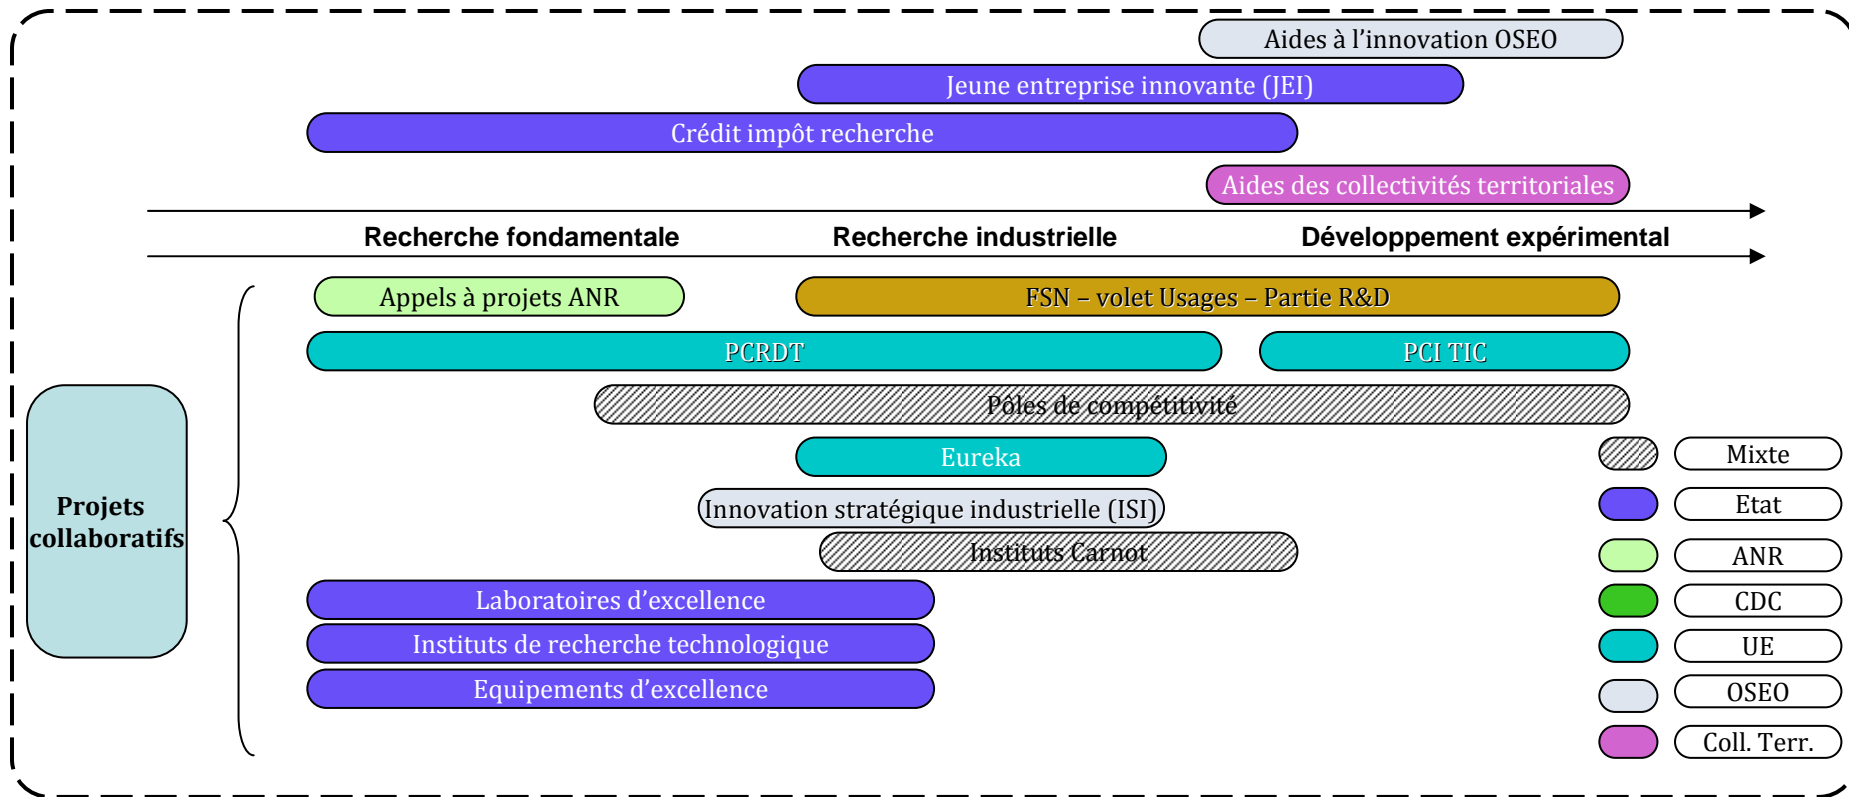 Aides à l’innovation OSEO
Jeune entreprise innovante (JEI)
Crédit impôt recherche
Aides des collectivités territoriales
Recherche fondamentale
Recherche industrielle
Développement expérimental
Appels à projets ANR
FSN – volet Usages – Partie R&D
PCRDT
PCI TIC
Pôles de compétitivité
Eureka
Innovation stratégique industrielle (ISI)
Instituts Carnot
Laboratoires d’excellence
Instituts de recherche technologique
Equipements d’excellence
Projets
collaboratifs
Mixte
Etat
ANR
CDC
UE
OSEO
Coll. Terr.